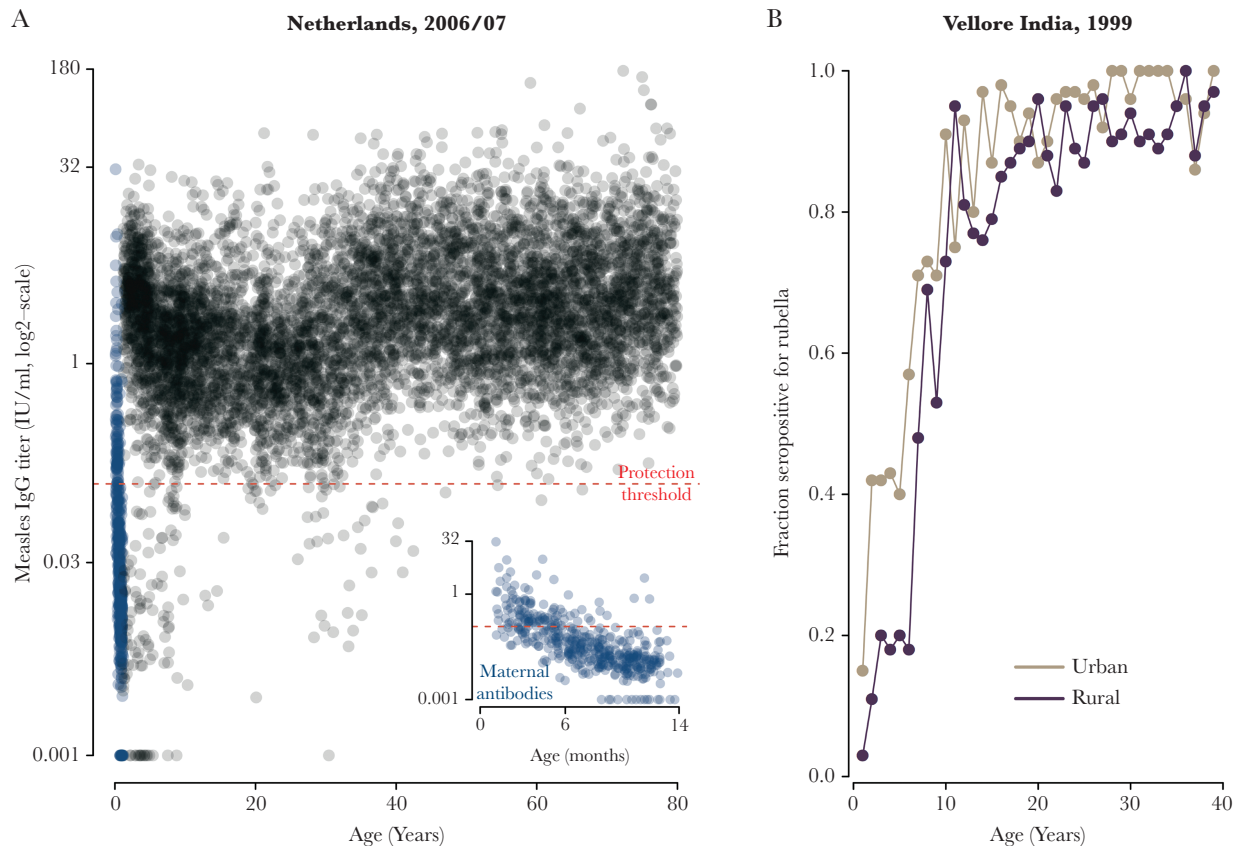 A
Netherlands, 2006/07
Measles IgG titer (IU/ml, log2–scale)
180
32
1
0.03
0.001
Protection
threshold
32
1
0.001
Maternal
antibodies
0
6
14
Age (months)
0
20
40
60
80
Age (Years)
B
Vellore India, 1999
Fraction seropositive for rubella
1.0
0.8
0.6
0.4
0.2
0.0
Urban
Rural
0
10
20
30
40
Age (Years)